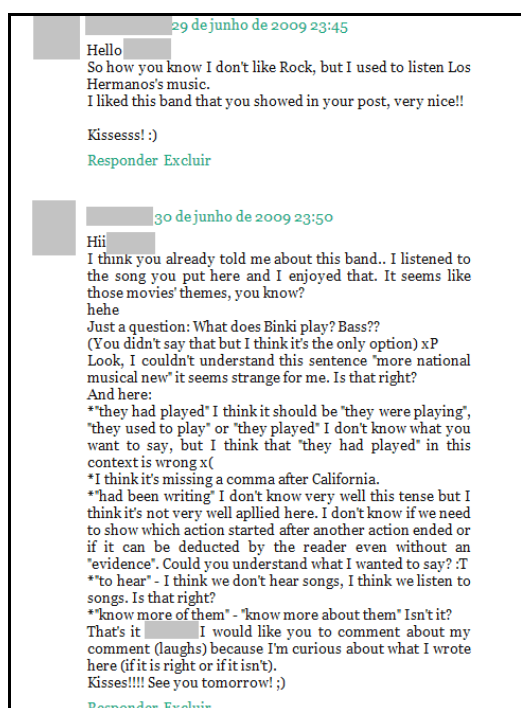 29 de junho de 2009 23:45
Hello
So how you know I don't like Rock, but I used to listen Los
Hermanos's music.
I liked this band that you showed in your post, very nice!!
Kissesss! :)
Responder Excluir
30 de junho de 2009 23:50
Hii
I think you already told me about this band.. I listened to
the song you put here and I enjoyed that. It seems like
those movies' themes, you know?
hehe
Just a question: What does Binki play? Bass??
(You didn't say that but I think it's the only option) xP
Look, I couldn't understand this sentence "more national
musical new" it seems strange for me. Is that right?
And here:
*"they had played" I think it should be "they were playing",
"they used to play" or "they played" I don't know what you
want to say, but I think that "they had played" in this
context is wrong x(
*I think it's missing a comma after California.
*"had been writing" I don't know very well this tense but I
think it's not very well apllied here. I don't know if we need
to show which action started after another action ended or
if it can be deducted by the reader even without an
"evidence". Could you understand what I wanted to say? :T
*"to hear" - I think we don't hear songs, I think we listen to
songs. Is that right?
*"know more of them" - "know more about them" Isn't it?
That's it I would like you to comment about my
comment (laughs) because I'm curious about what I wrote
here (if it is right or if it isn't).
Kisses!!!! See you tomorrow! ;)
Responder Excluir